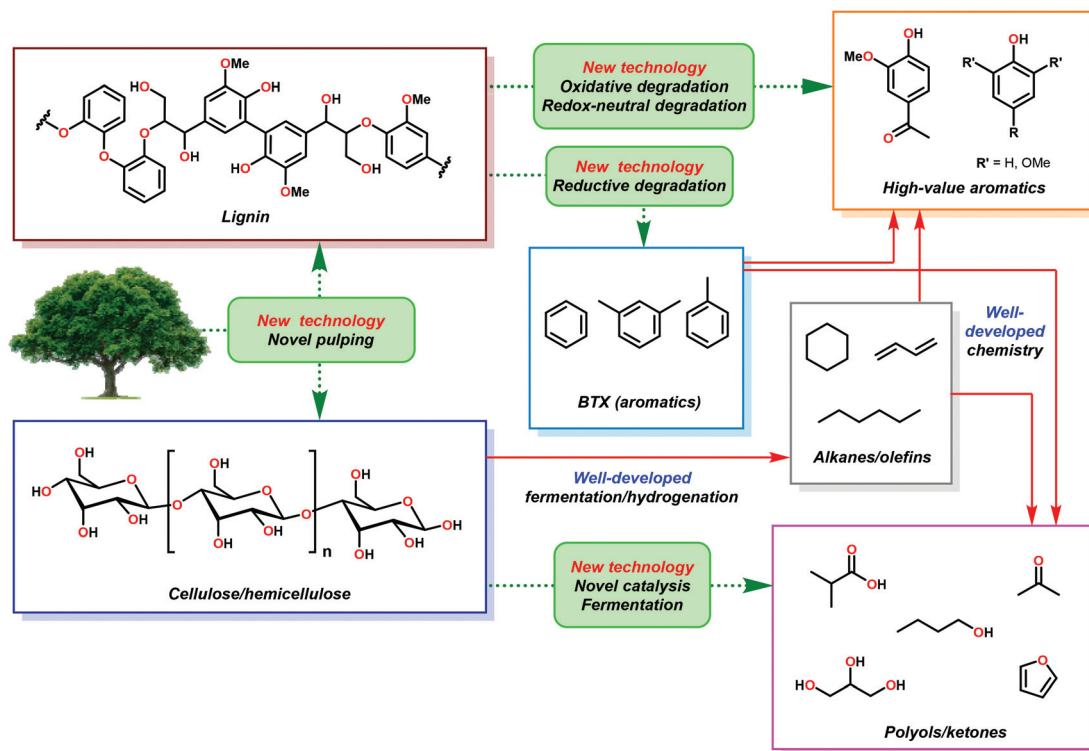 OMe
HO
OH
OH
OMe
O
O
O
O
OH
HO
OMe
OH
Lignin
New technology
Oxidative degradation
Redox-neutral degradation
New technology
Reductive degradation
OH
MeO
O
OH
R'
R'
R
R' = H, OMe
High-value aromatics
New technology
Novel pulping
BTX (aromatics)
Well-developed
chemistry
Alkanes/olefins
OH
HO
O
OH
OH
O
OH
O
OH
OH
O
n
OH
O
OH
OH
OH
Cellulose/hemicellulose
Well-developed
fermentation/hydrogenation
New technology
Novel catalysis
Fermentation
O
OH
O
OH
OH
HO
OH
O
Polyols/ketones